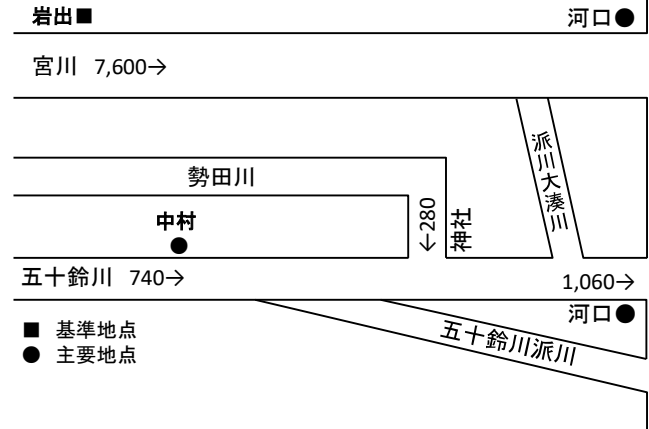 岩出■
河口●
宮川 7,600→
派川大湊川
勢田川
←280
神社
中村
●
五十鈴川 740→
1,060→
河口●
五十鈴川派川
■ 基準地点
● 主要地点